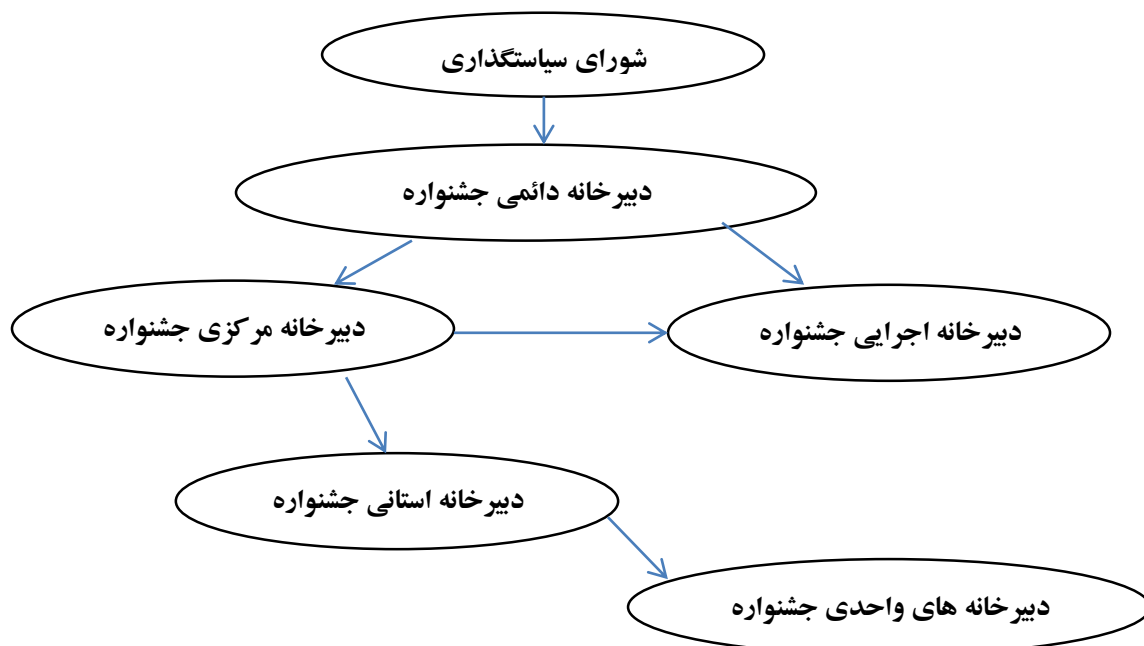 شورای سیاستگذاری
دبیرخانه دائمی جشنواره
دبیرخانه اجرایی جشنواره
دبیرخانه مرکزی جشنواره
دبیرخانه استانی جشنواره
دبیرخانه های واحدی جشنواره